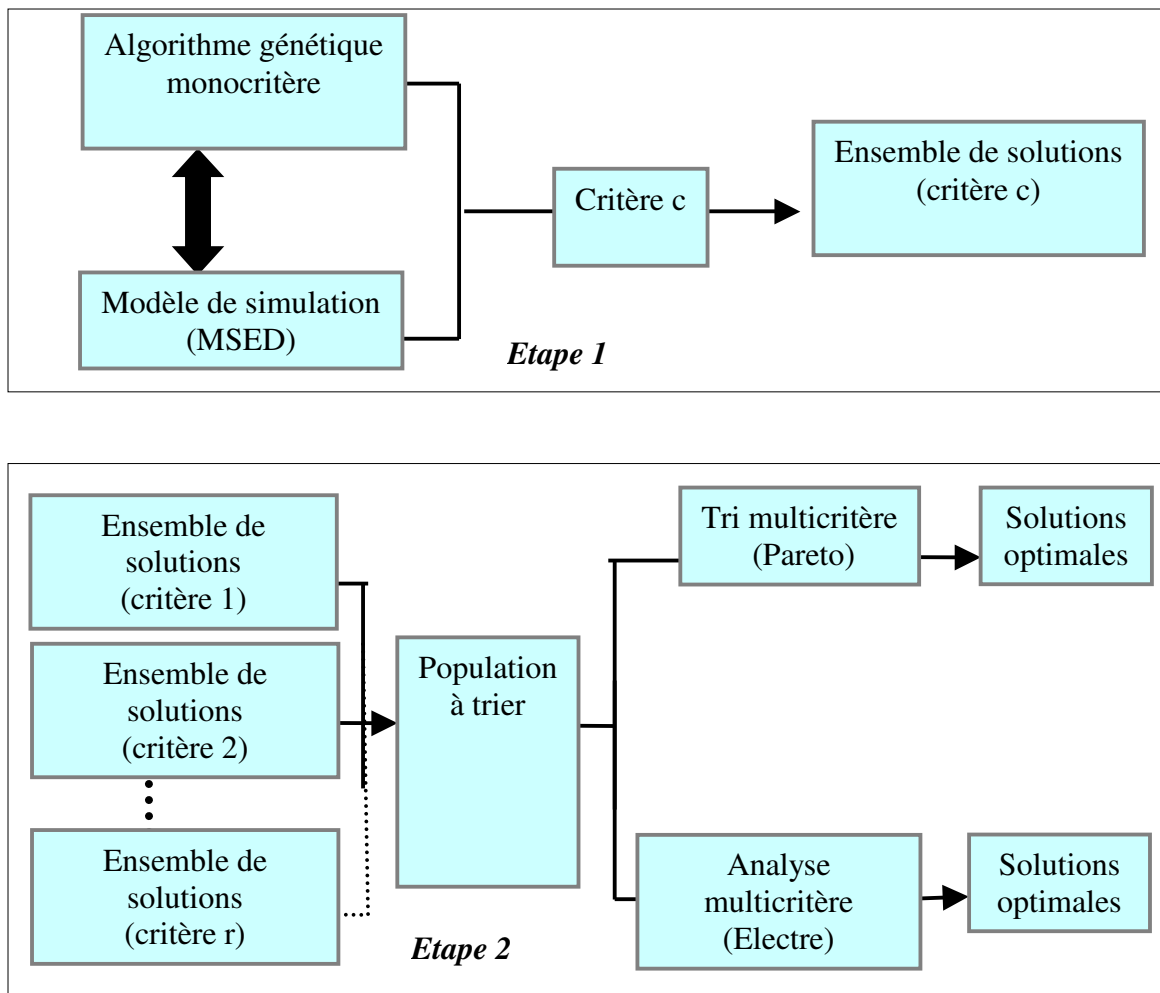 Algorithme génétique
monocritère
Modèle de simulation
(MSED)
Critère c
Ensemble de solutions
(critère c)
Etape 1
Ensemble de
solutions
(critère 1)
Ensemble de
solutions
(critère 2)
Ensemble de
solutions
(critère r)
Population
à trier
Tri multicritère
(Pareto)
Solutions
optimales
Analyse
multicritère
(Electre)
Solutions
optimales
Etape 2